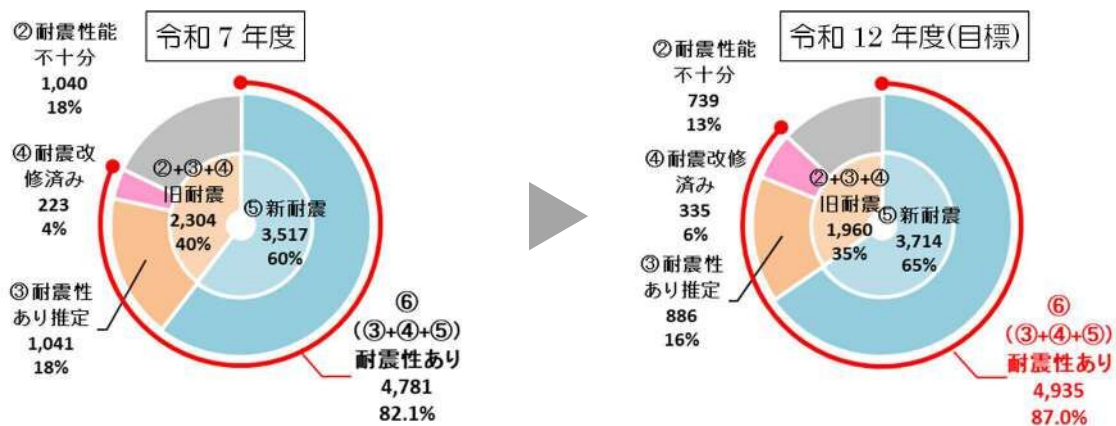 令和 7 年度
②耐震性能
不十分
1,040
18%
④耐震改
修済み
223
4%
③耐震性
あり推定
1,041
18%
②+③+④
旧耐震
2,304
40%
⑤新耐震
3,517
60%
⑥
(③+④+⑤)
耐震性あり
4,781
82.1%
令和 12 年度(目標)
②耐震性能
不十分
739
13%
④耐震改修
済み
335
6%
③耐震性
あり推定
886
16%
②+③+④
旧耐震
1,960
35%
⑤新耐震
3,714
65%
⑥
(③+④+⑤)
耐震性あり
4,935
87.0%